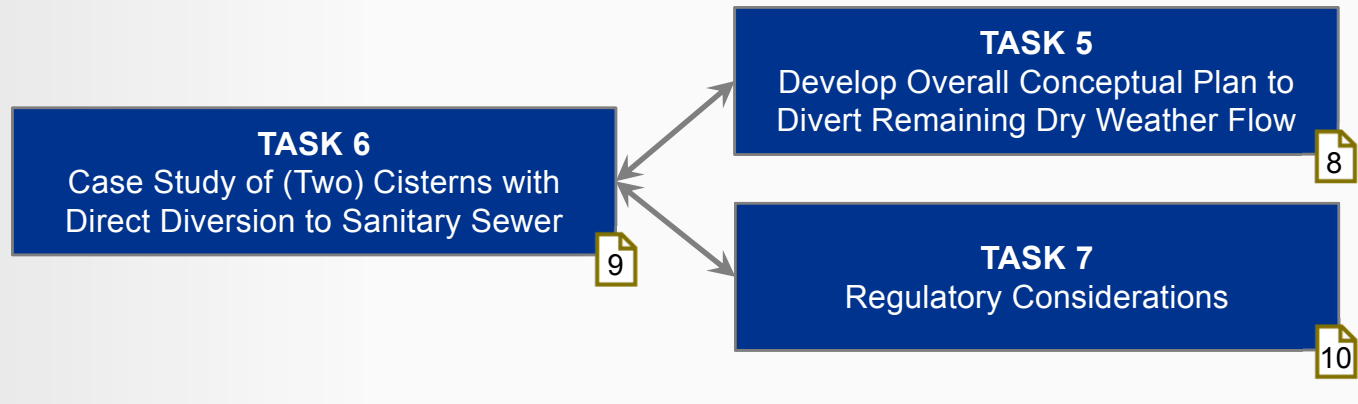 TASK 6
Case Study of (Two) Cisterns with
Direct Diversion to Sanitary Sewer
9
TASK 5
Develop Overall Conceptual Plan to
Divert Remaining Dry Weather Flow
8
TASK 7
Regulatory Considerations
10